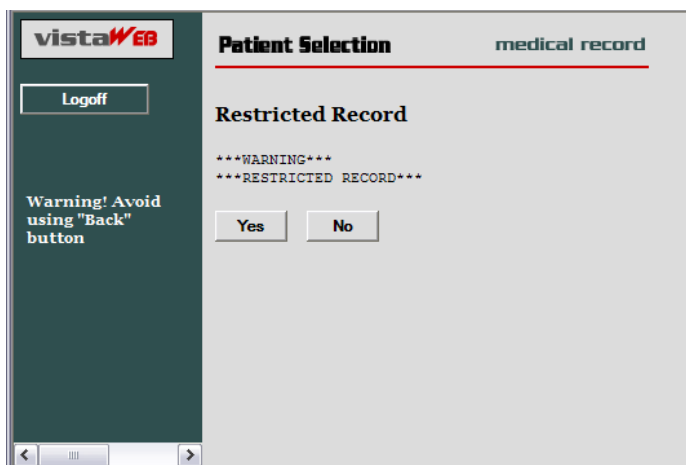 vistaWEB
Logoff
Warning! Avoid
using "Back"
button
Patient Selection
medical record
Restricted Record
***WARNING***
***RESTRICTED RECORD***
Yes
No